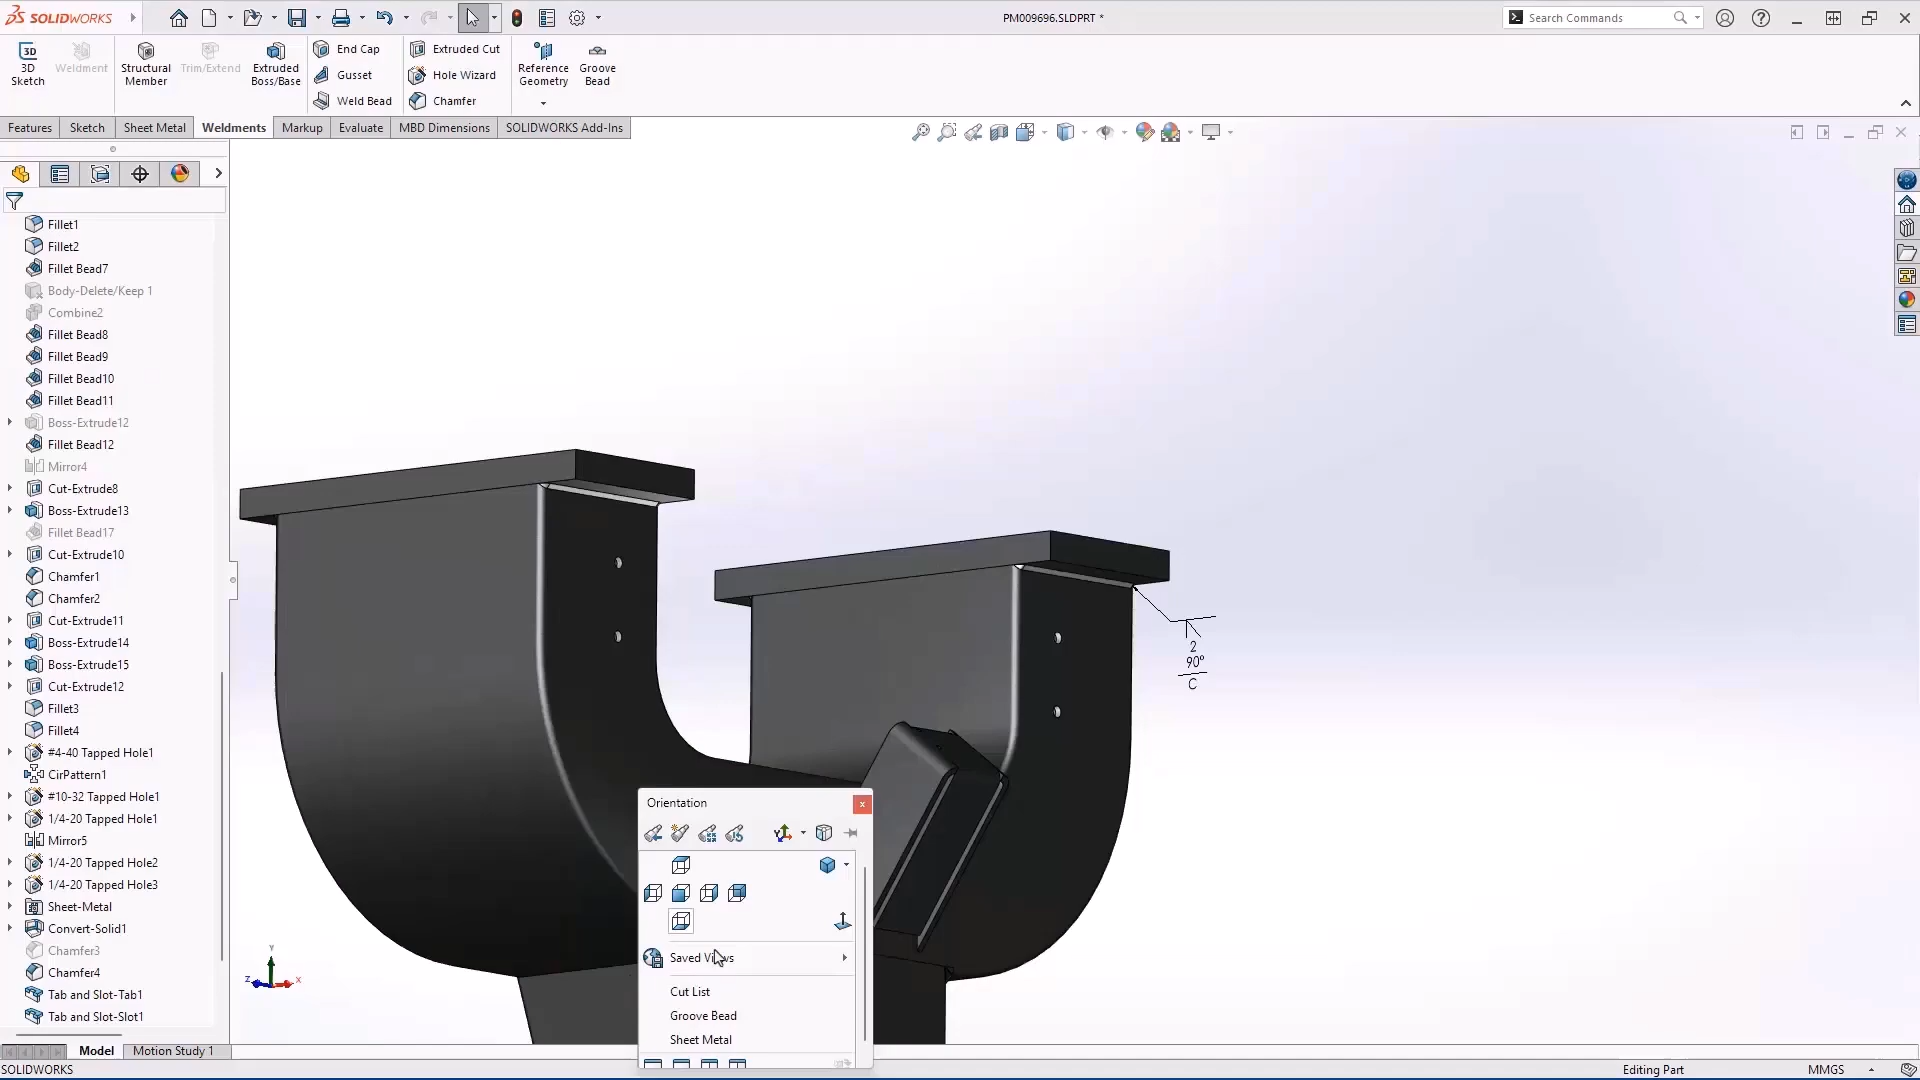 SOLIDWORKS
PM009696.SLDPRT *
Search Commands
3D Sketch
Weldment
Structural Member
Trim/Extend
Extruded Boss/Base
End Cap
Gusset
Weld Bead
Extruded Cut
Hole Wizard
Chamfer
Reference Geometry
Groove Bead
Features
Sketch
Sheet Metal
Weldments
Markup
Evaluate
MBD Dimensions
SOLIDWORKS Add-Ins
Fillet1
Fillet2
Fillet Bead7
Body-Delete/Keep 1
Combine2
Fillet Bead8
Fillet Bead9
Fillet Bead10
Fillet Bead11
Boss-Extrude12
Fillet Bead12
Mirror4
Cut-Extrude8
Boss-Extrude13
Fillet Bead17
Cut-Extrude10
Chamfer1
Chamfer2
Cut-Extrude11
Boss-Extrude14
Boss-Extrude15
Cut-Extrude12
Fillet3
Fillet4
#4-40 Tapped Hole1
CirPattern1
#10-32 Tapped Hole1
1/4-20 Tapped Hole1
Mirror5
1/4-20 Tapped Hole2
1/4-20 Tapped Hole3
Sheet-Metal
Convert-Solid1
Chamfer3
Chamfer4
Tab and Slot-Tab1
Tab and Slot-Slot1
2
90°
C
Y
Z
X
Orientation
Saved Views
Cut List
Groove Bead
Sheet Metal
Model
Motion Study 1
SOLIDWORKS
Editing Part
MMGS